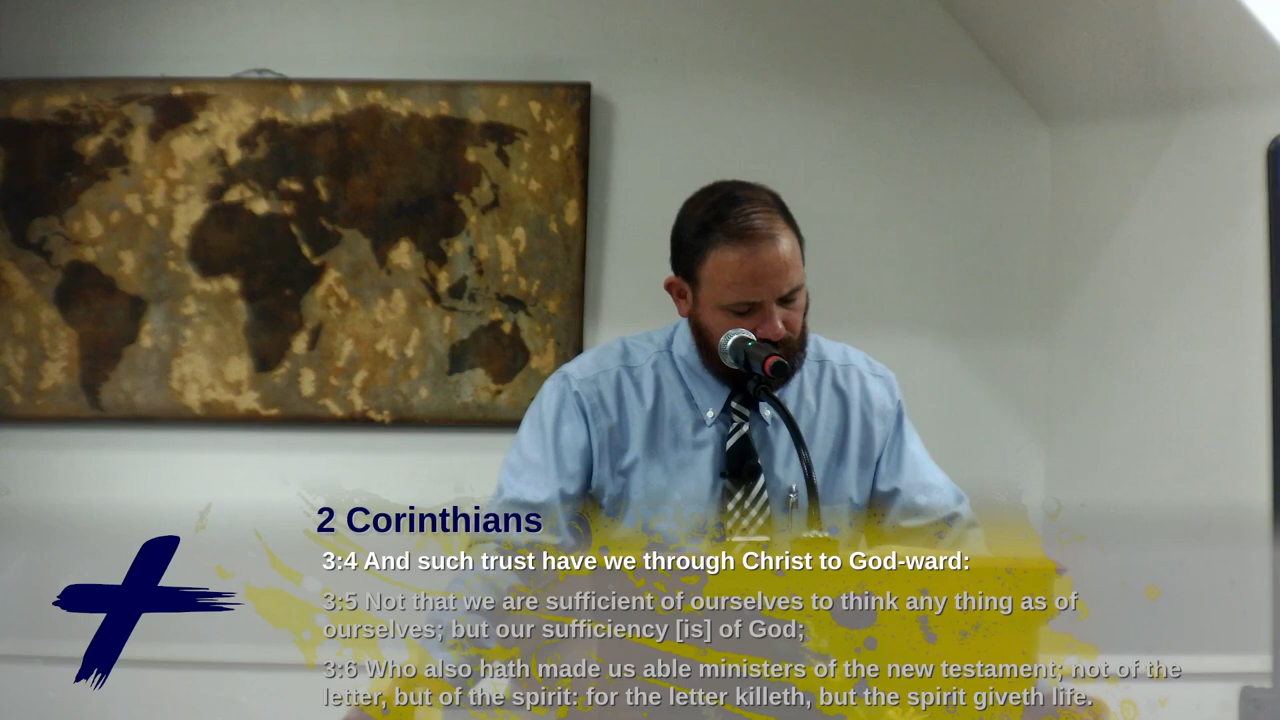 2 Corinthians
3:4 And such trust have we through Christ to God-ward:
3:5 Not that we are sufficient of ourselves to think any thing as of
ourselves; but our sufficiency [is] of God;
3:6 Who also hath made us able ministers of the new testament; not of the
letter, but of the spirit: for the letter killeth, but the spirit giveth life.